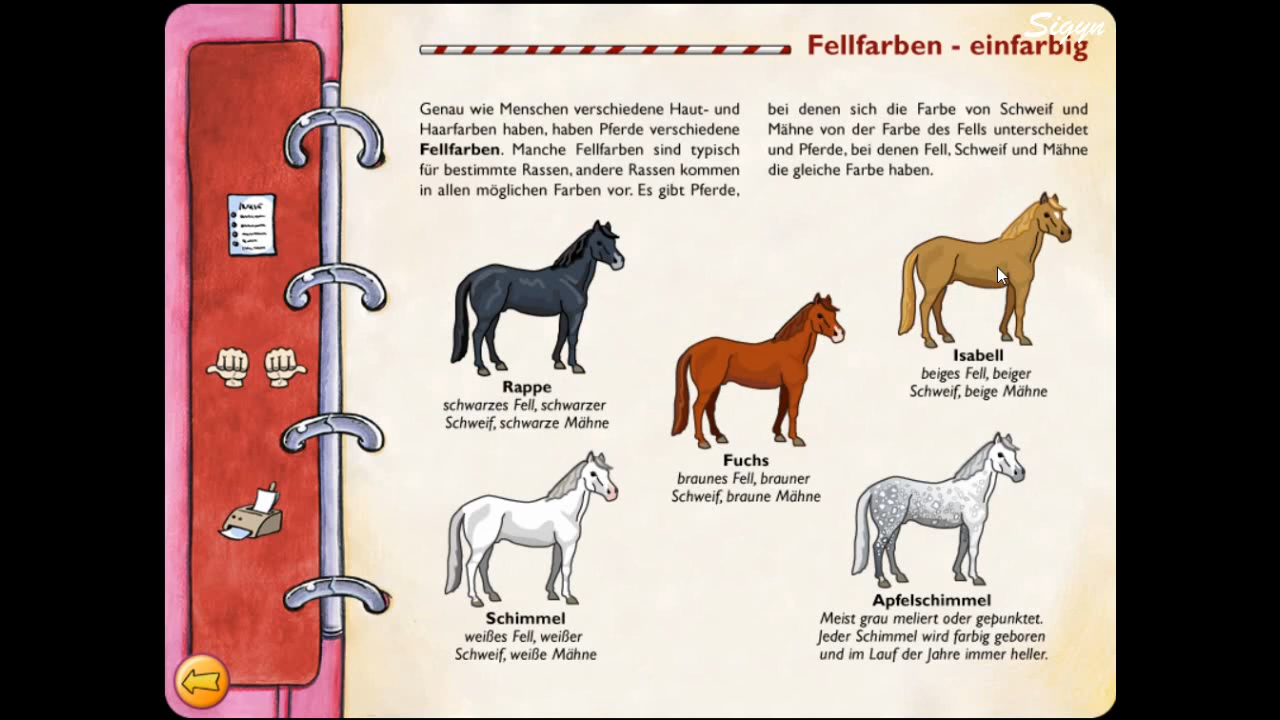 Sigyn
Fellfarben - einfarbig
Genau wie Menschen verschiedene Haut- und
Haarfarben haben, haben Pferde verschiedene
Fellfarben. Manche Fellfarben sind typisch
für bestimmte Rassen, andere Rassen kommen
in allen möglichen Farben vor. Es gibt Pferde,
bei denen sich die Farbe von Schweif und
Mähne von der Farbe des Fells unterscheidet
und Pferde, bei denen Fell, Schweif und Mähne
die gleiche Farbe haben.
Rappe
schwarzes Fell, schwarzer
Schweif, schwarze Mähne
Isabell
beiges Fell, beiger
Schweif, beige Mähne
Fuchs
braunes Fell, brauner
Schweif, braune Mähne
Schimmel
weißes Fell, weißer
Schweif, weiße Mähne
Apfelschimmel
Meist grau meliert oder gepunktet.
Jeder Schimmel wird farbig geboren
und im Lauf der Jahre immer heller.